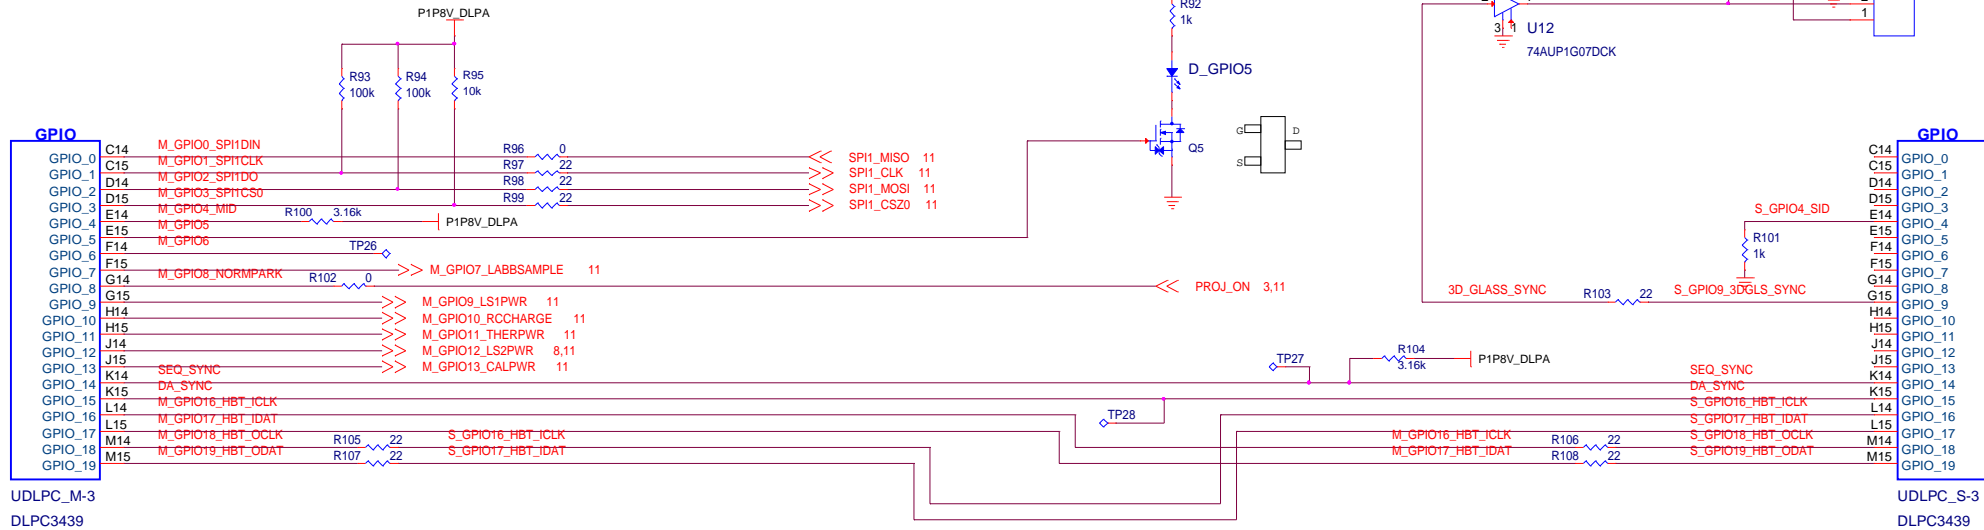 P1P8V_DLPA
R93
100k
R94
100k
R95
10k
R92
1k
D_GPIO5
Q5
G
D
S
2
3
1
U12
74AUP1G07DCK
1
GPIO
GPIO_0
GPIO_1
GPIO_2
GPIO_3
GPIO_4
GPIO_5
GPIO_6
GPIO_7
GPIO_8
GPIO_9
GPIO_10
GPIO_11
GPIO_12
GPIO_13
GPIO_14
GPIO_15
GPIO_16
GPIO_17
GPIO_18
GPIO_19
UDLPC_M-3
DLPC3439
C14 M_GPIO0_SPI1DIN R96 0 SPI1_MISO 11
C15 M_GPIO1_SPI1CLK R97 22 SPI1_CLK 11
D14 M_GPIO2_SPI1DO R98 22 SPI1_MOSI 11
D15 M_GPIO3_SPI1CS0 R99 22 SPI1_CSZ0 11
E14 M_GPIO4_MID R100 3.16k P1P8V_DLPA
E15 M_GPIO5
F14 M_GPIO6 TP26
F15 M_GPIO7_LABBSAMPLE 11
G14 M_GPIO8_NORMPARK R102 0 PROJ_ON 3,11
G15 M_GPIO9_LS1PWR 11
H14 M_GPIO10_RCCHARGE 11
H15 M_GPIO11_THERPWR 11
J14 M_GPIO12_LS2PWR 8,11
J15 M_GPIO13_CALPWR 11
K14 SEQ_SYNC
K15 DA_SYNC
L14 M_GPIO16_HBT_ICLK
L15 M_GPIO17_HBT_IDAT
M14 M_GPIO18_HBT_OCLK R105 22 S_GPIO16_HBT_ICLK
M15 M_GPIO19_HBT_ODAT R107 22 S_GPIO17_HBT_IDAT
TP27
R104
3.16k
P1P8V_DLPA
TP28
S_GPIO4_SID
R101
1k
3D_GLASS_SYNC R103 22 S_GPIO9_3DGLS_SYNC
SEQ_SYNC
DA_SYNC
S_GPIO16_HBT_ICLK
S_GPIO17_HBT_IDAT
M_GPIO16_HBT_ICLK R106 22 S_GPIO18_HBT_OCLK
M_GPIO17_HBT_IDAT R108 22 S_GPIO19_HBT_ODAT
GPIO
C14 GPIO_0
C15 GPIO_1
D14 GPIO_2
D15 GPIO_3
E14 GPIO_4
E15 GPIO_5
F14 GPIO_6
F15 GPIO_7
G14 GPIO_8
G15 GPIO_9
H14 GPIO_10
H15 GPIO_11
J14 GPIO_12
J15 GPIO_13
K14 GPIO_14
K15 GPIO_15
L14 GPIO_16
L15 GPIO_17
M14 GPIO_18
M15 GPIO_19
UDLPC_S-3
DLPC3439